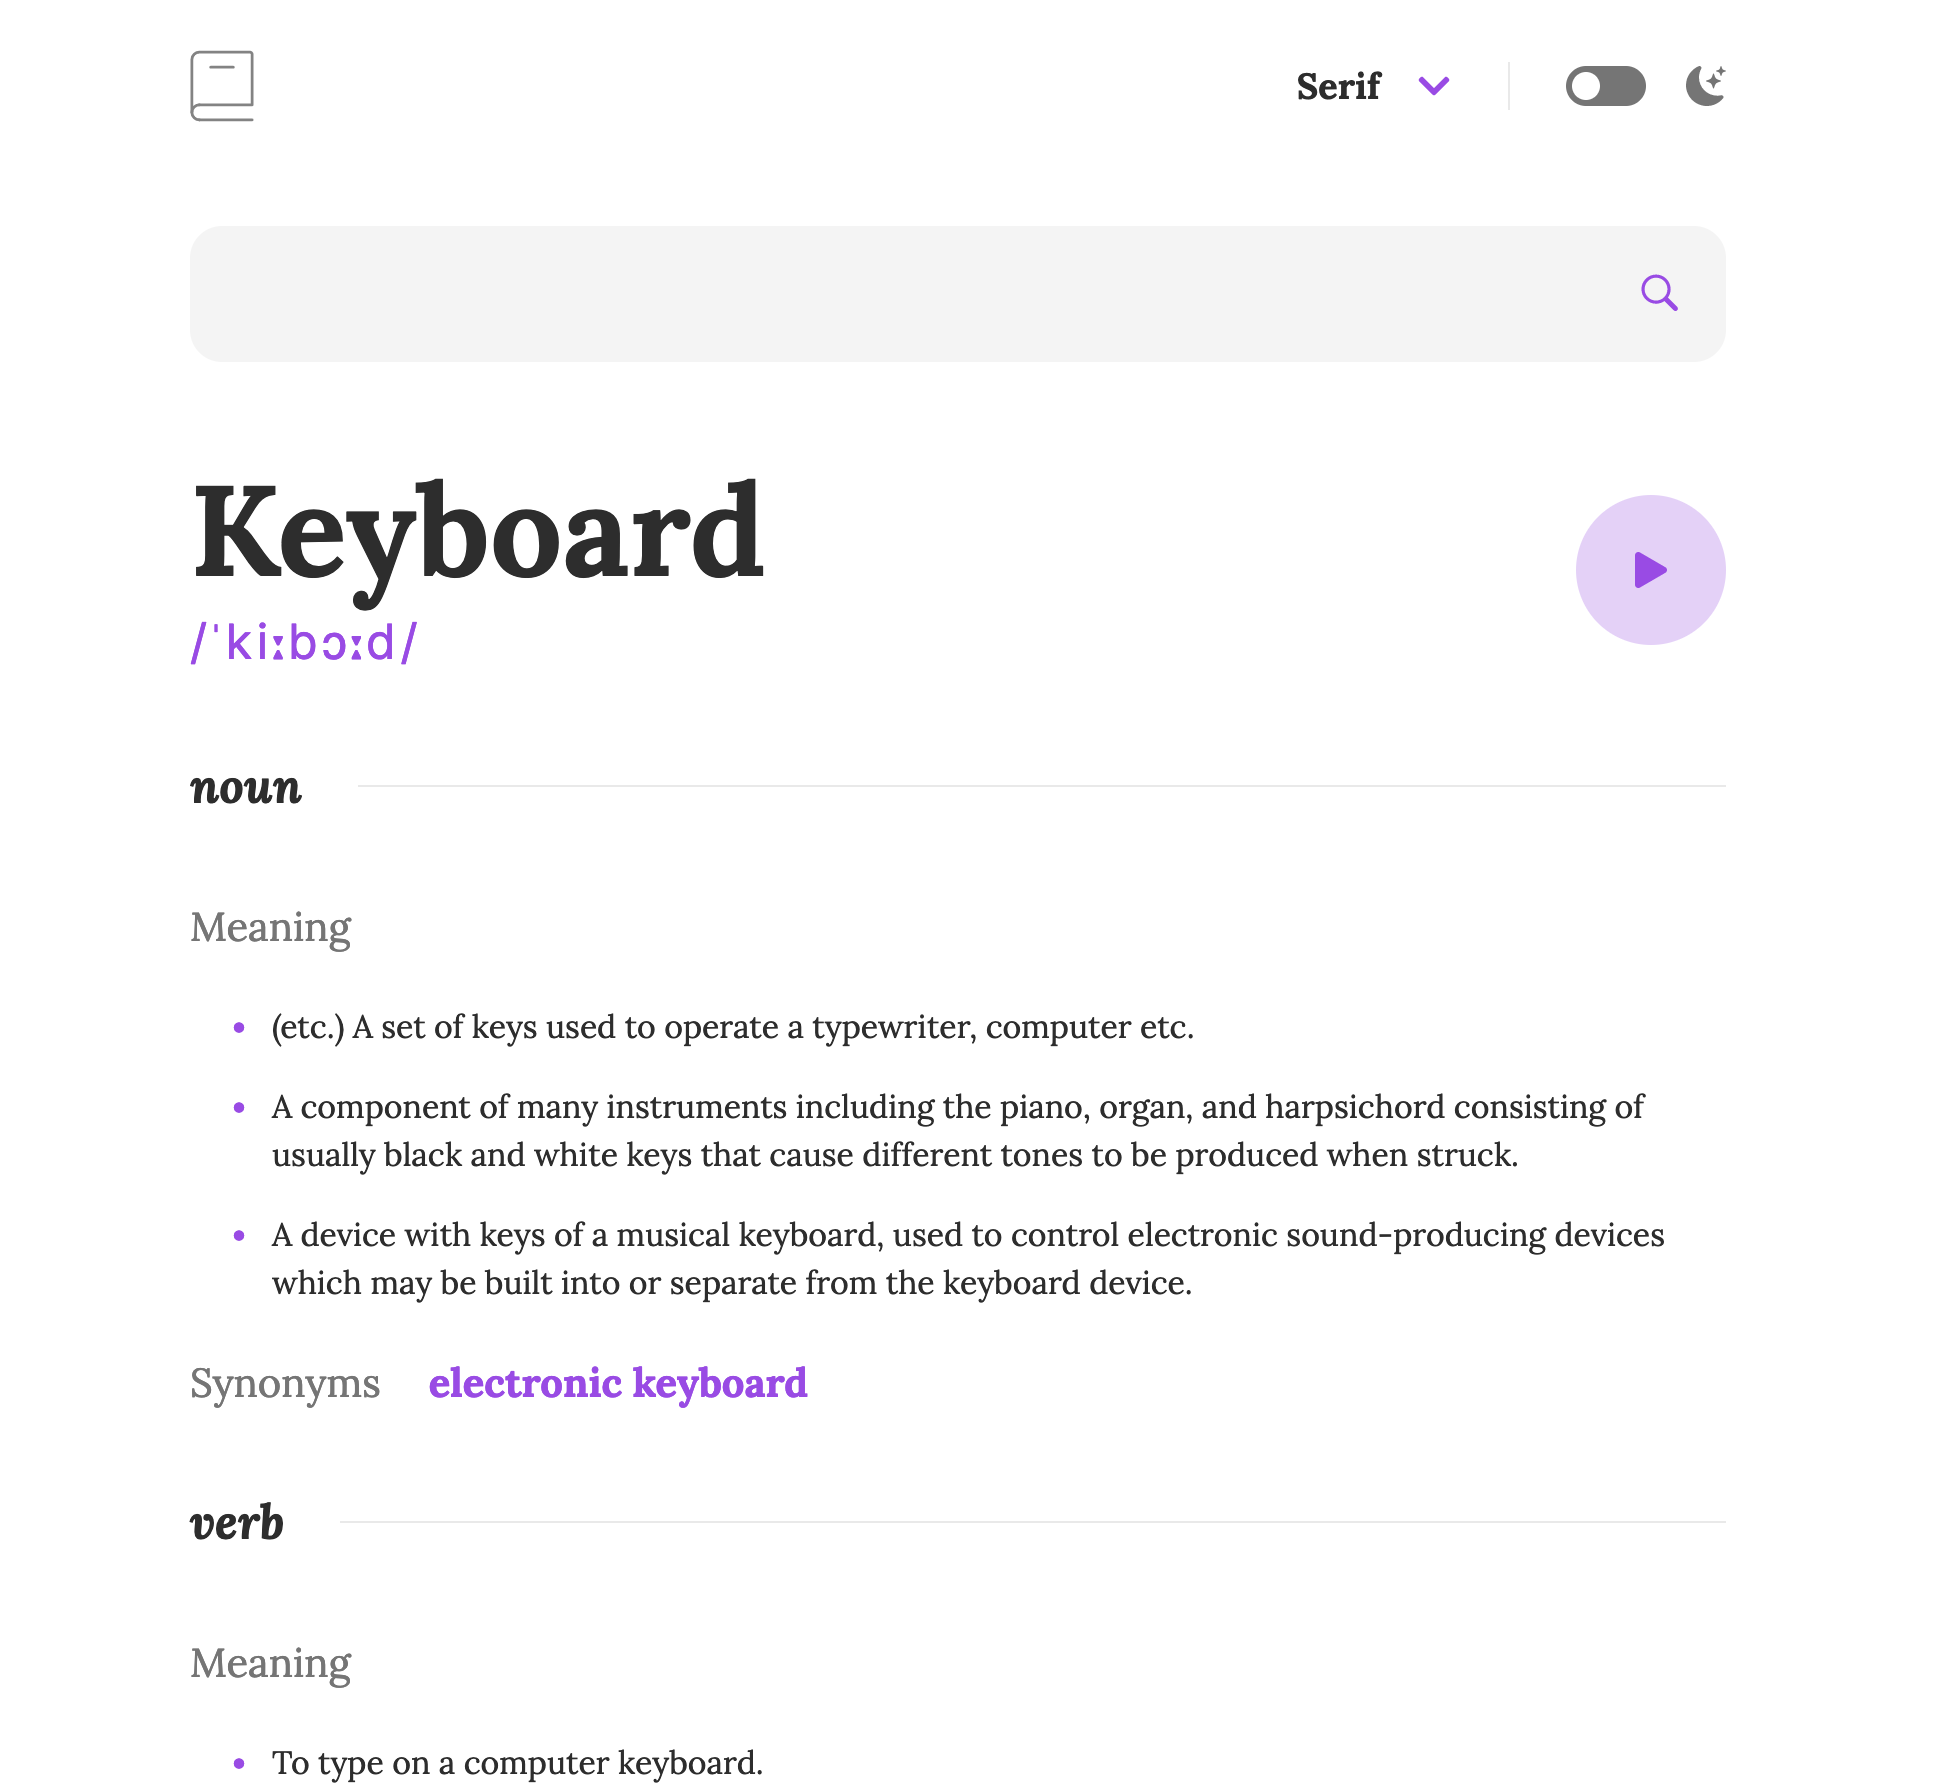 Serif
Keyboard
/ˈkiːbɔːd/
noun
Meaning
(etc.) A set of keys used to operate a typewriter, computer etc.
A component of many instruments including the piano, organ, and harpsichord consisting of
usually black and white keys that cause different tones to be produced when struck.
A device with keys of a musical keyboard, used to control electronic sound-producing devices
which may be built into or separate from the keyboard device.
Synonyms electronic keyboard
verb
Meaning
To type on a computer keyboard.